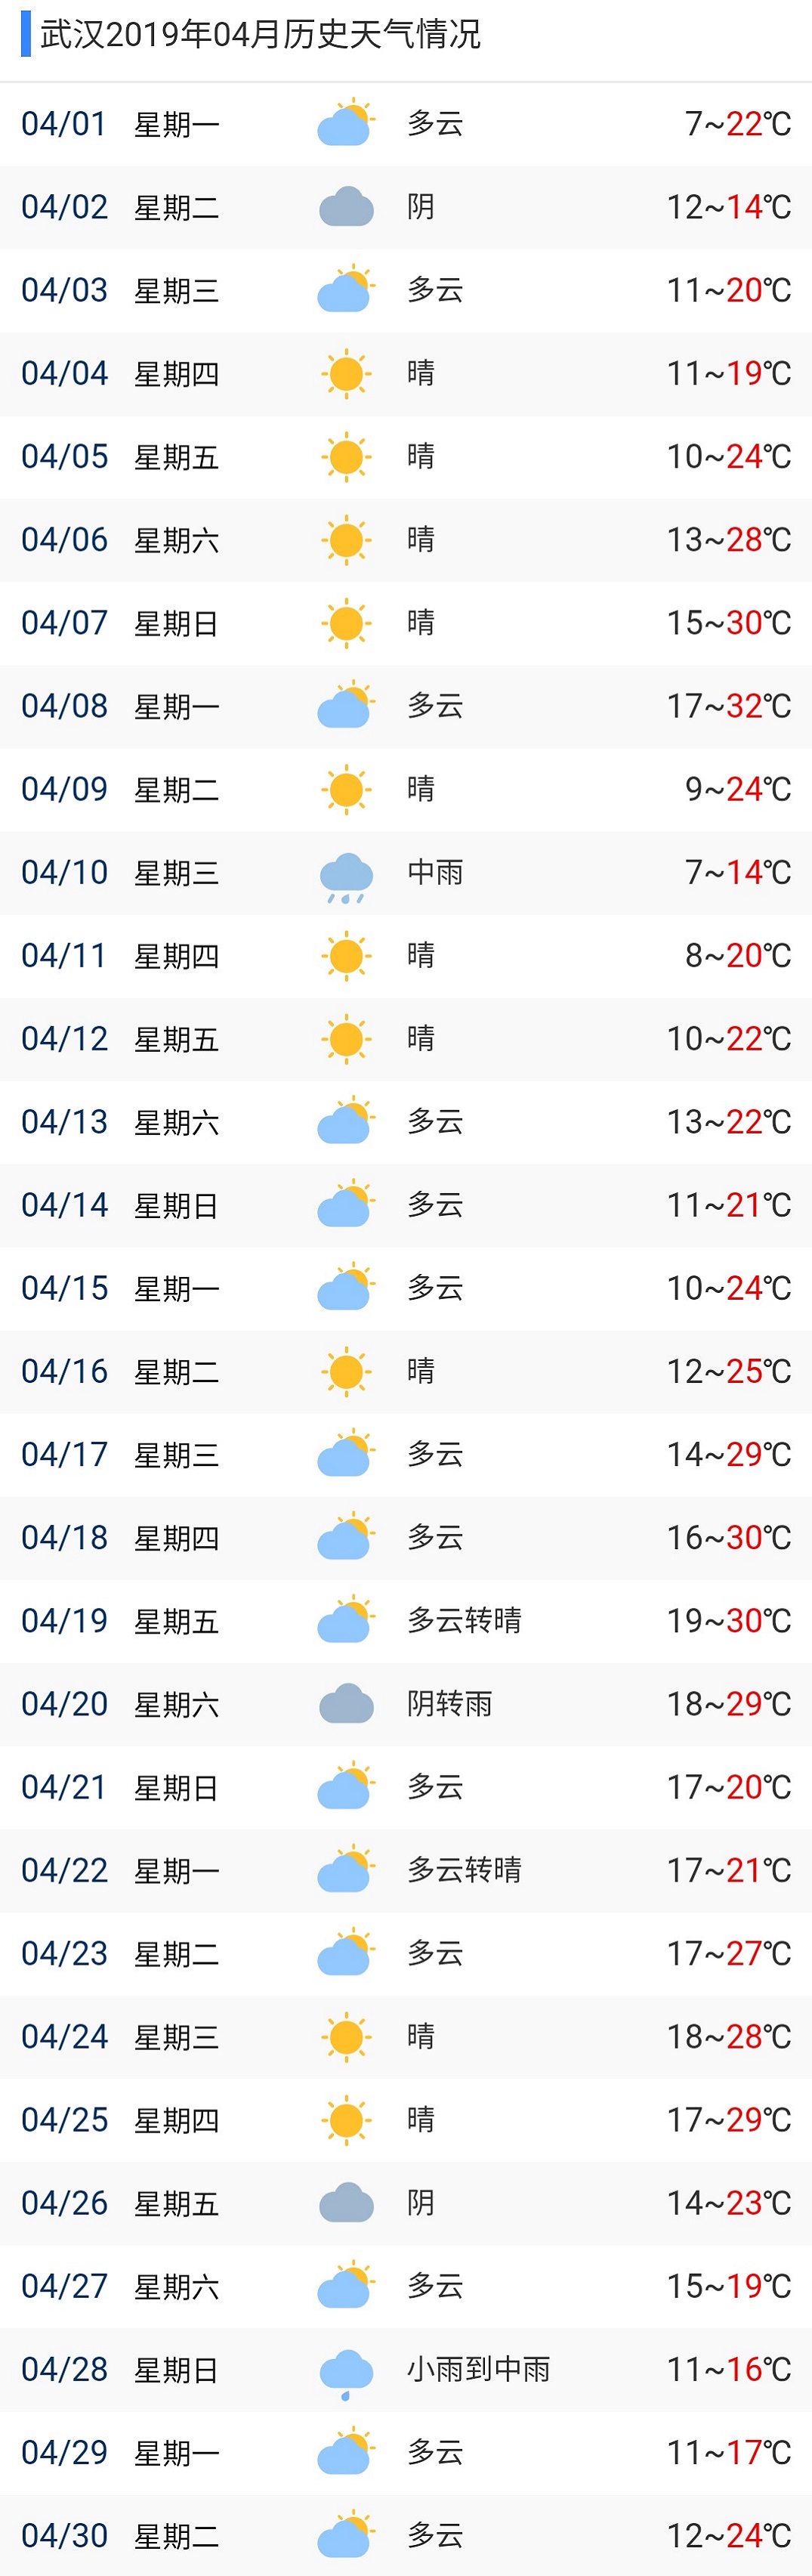 武汉2019年04月历史天气情况
04/01 星期一 多云 7~22℃
04/02 星期二 阴 12~14℃
04/03 星期三 多云 11~20℃
04/04 星期四 晴 11~19℃
04/05 星期五 晴 10~24℃
04/06 星期六 晴 13~28℃
04/07 星期日 晴 15~30℃
04/08 星期一 多云 17~32℃
04/09 星期二 晴 9~24℃
04/10 星期三 中雨 7~14℃
04/11 星期四 晴 8~20℃
04/12 星期五 晴 10~22℃
04/13 星期六 多云 13~22℃
04/14 星期日 多云 11~21℃
04/15 星期一 多云 10~24℃
04/16 星期二 晴 12~25℃
04/17 星期三 多云 14~29℃
04/18 星期四 多云 16~30℃
04/19 星期五 多云转晴 19~30℃
04/20 星期六 阴转雨 18~29℃
04/21 星期日 多云 17~20℃
04/22 星期一 多云转晴 17~21℃
04/23 星期二 多云 17~27℃
04/24 星期三 晴 18~28℃
04/25 星期四 晴 17~29℃
04/26 星期五 阴 14~23℃
04/27 星期六 多云 15~19℃
04/28 星期日 小雨到中雨 11~16℃
04/29 星期一 多云 11~17℃
04/30 星期二 多云 12~24℃